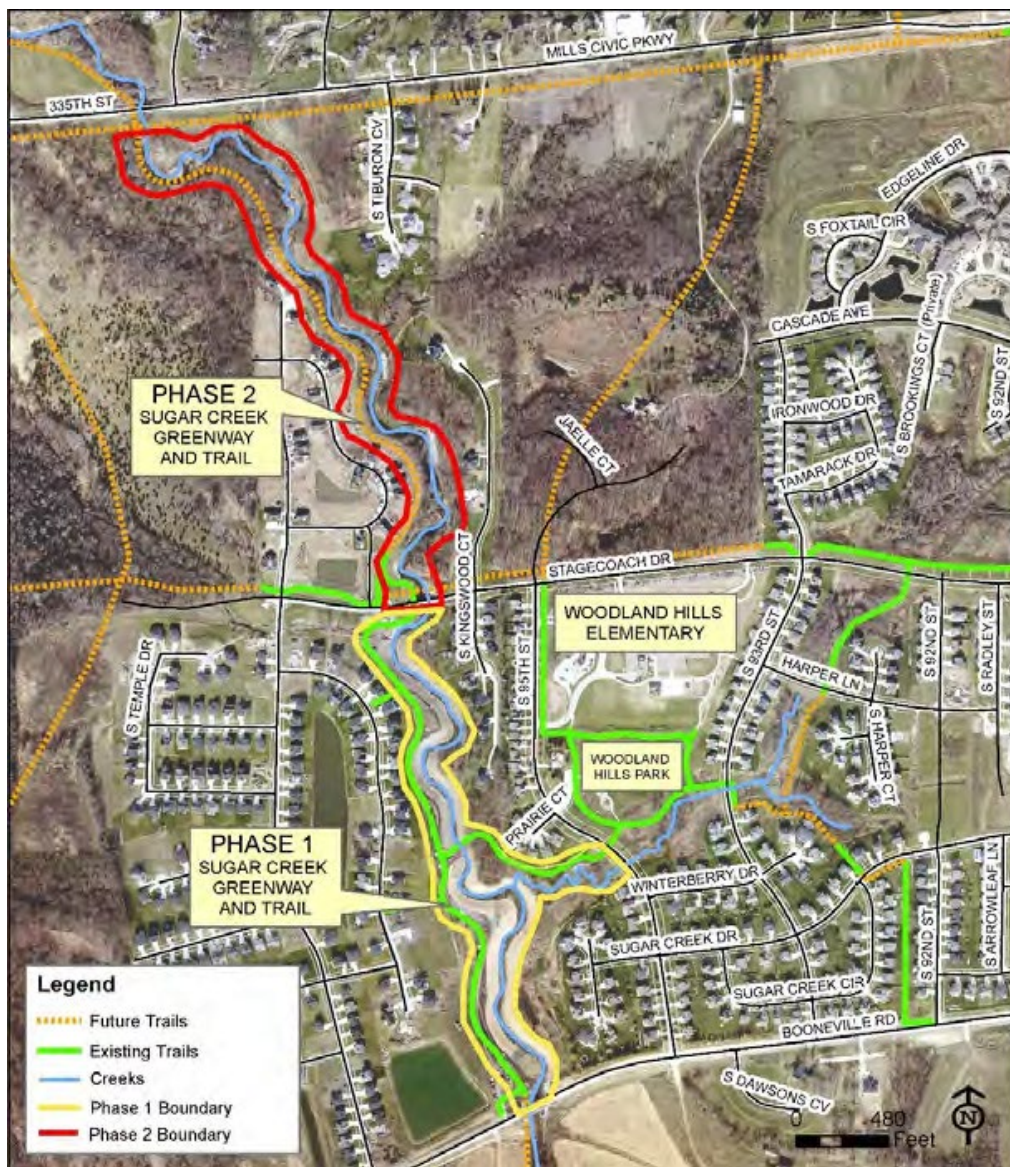 MILLS CIVIC PKWY
335TH ST
S TIBURON CV
EDGELINE DR
S FOXTAIL CIR
CASCADE AVE
S BROOKINGS CT (Private)
S 92ND ST
IRONWOOD DR
TAMARACK DR
PHASE 2
SUGAR CREEK
GREENWAY
AND TRAIL
JAELLE CT
S KINGSWOOD CT
STAGECOACH DR
WOODLAND HILLS
ELEMENTARY
S 95TH ST
S 93RD ST
HARPER LN
S 92ND ST
S RADLEY ST
S TEMPLE DR
S HARPER CT
WOODLAND
HILLS PARK
PRAIRIE CT
PHASE 1
SUGAR CREEK
GREENWAY
AND TRAIL
WINTERBERRY DR
SUGAR CREEK DR
SUGAR CREEK CIR
S 92ND ST
S ARROWLEAF LN
BOONEVILLE RD
S DAWSONS CV
Legend
Future Trails
Existing Trails
Creeks
Phase 1 Boundary
Phase 2 Boundary
0 480
Feet
N